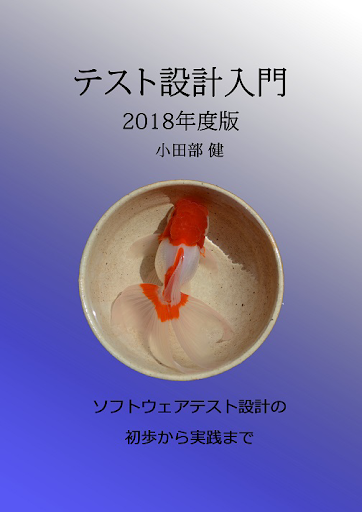 テスト設計入門
2018年度版
小田部 健
ソフトウェアテスト設計の
初歩から実践まで